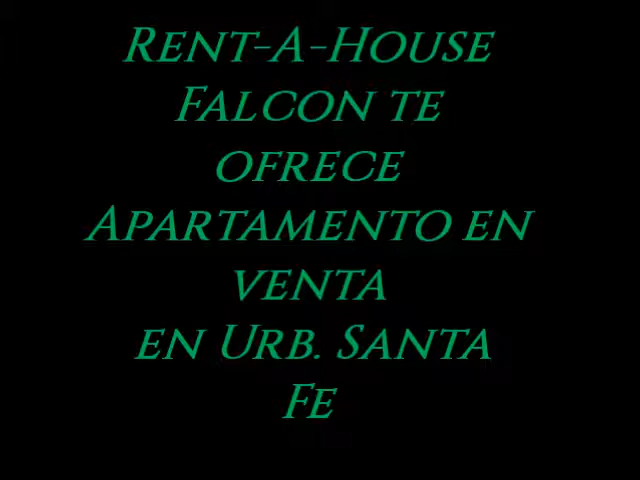 Rent-A-House
Falcon te
ofrece
Apartamento en
venta
en Urb. Santa
Fe